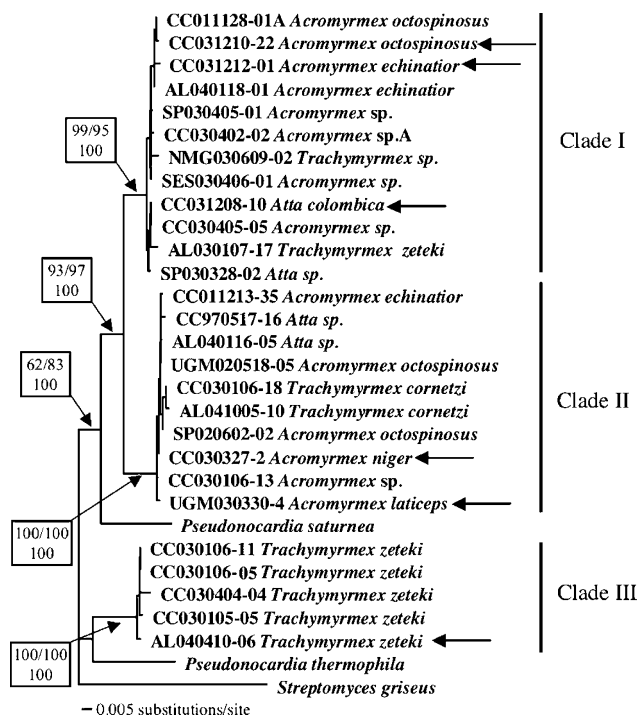 CC011128-01A Acromyrmex octospinosus
CC031210-22 Acromyrmex octospinosus
CC031212-01 Acromyrmex echinatior
AL040118-01 Acromyrmex echinatior
SP030405-01 Acromyrmex sp.
CC030402-02 Acromyrmex sp.A
NMG030609-02 Trachymyrmex sp.
SES030406-01 Acromyrmex sp.
CC031208-10 Atta colombica
CC030405-05 Acromyrmex sp.
AL030107-17 Trachymyrmex zeteki
SP030328-02 Atta sp.
Clade I
99/95
100
93/97
100
62/83
100
CC011213-35 Acromyrmex echinatior
CC970517-16 Atta sp.
AL040116-05 Atta sp.
UGM020518-05 Acromyrmex octospinosus
CC030106-18 Trachymyrmex cornetzi
AL041005-10 Trachymyrmex cornetzi
SP020602-02 Acromyrmex octospinosus
CC030327-2 Acromyrmex niger
CC030106-13 Acromyrmex sp.
UGM030330-4 Acromyrmex laticeps
Clade II
Pseudonocardia saturnea
100/100
100
CC030106-11 Trachymyrmex zeteki
CC030106-05 Trachymyrmex zeteki
CC030404-04 Trachymyrmex zeteki
CC030105-05 Trachymyrmex zeteki
AL040410-06 Trachymyrmex zeteki
Clade III
100/100
100
Pseudonocardia thermophila
Streptomyces griseus
0.005 substitutions/site